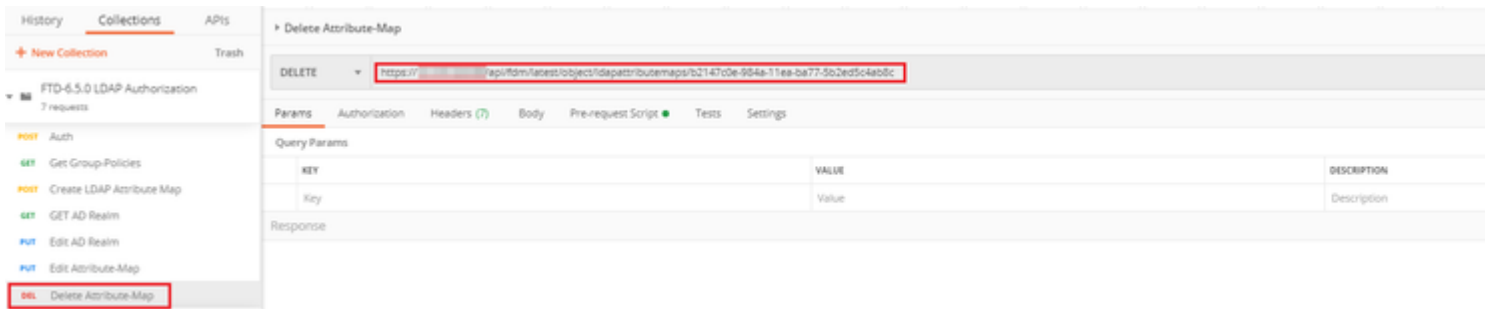 History Collections APIs
+ New Collection Trash
FTD-6.5.0 LDAP Authorization
7 requests
POST Auth
GET Get Group-Policies
POST Create LDAP Attribute Map
GET GET AD Realm
PUT Edit AD Realm
PUT Edit Attribute-Map
DEL Delete Attribute-Map
Delete Attribute-Map
DELETE https:// /api/fdm/latest/object/ldapattributemaps/b2147c0e-984a-11ea-ba77-5b2ed5c4ab8c
Params Authorization Headers (7) Body Pre-request Script Tests Settings
Query Params
KEY VALUE DESCRIPTION
Key Value Description
Response